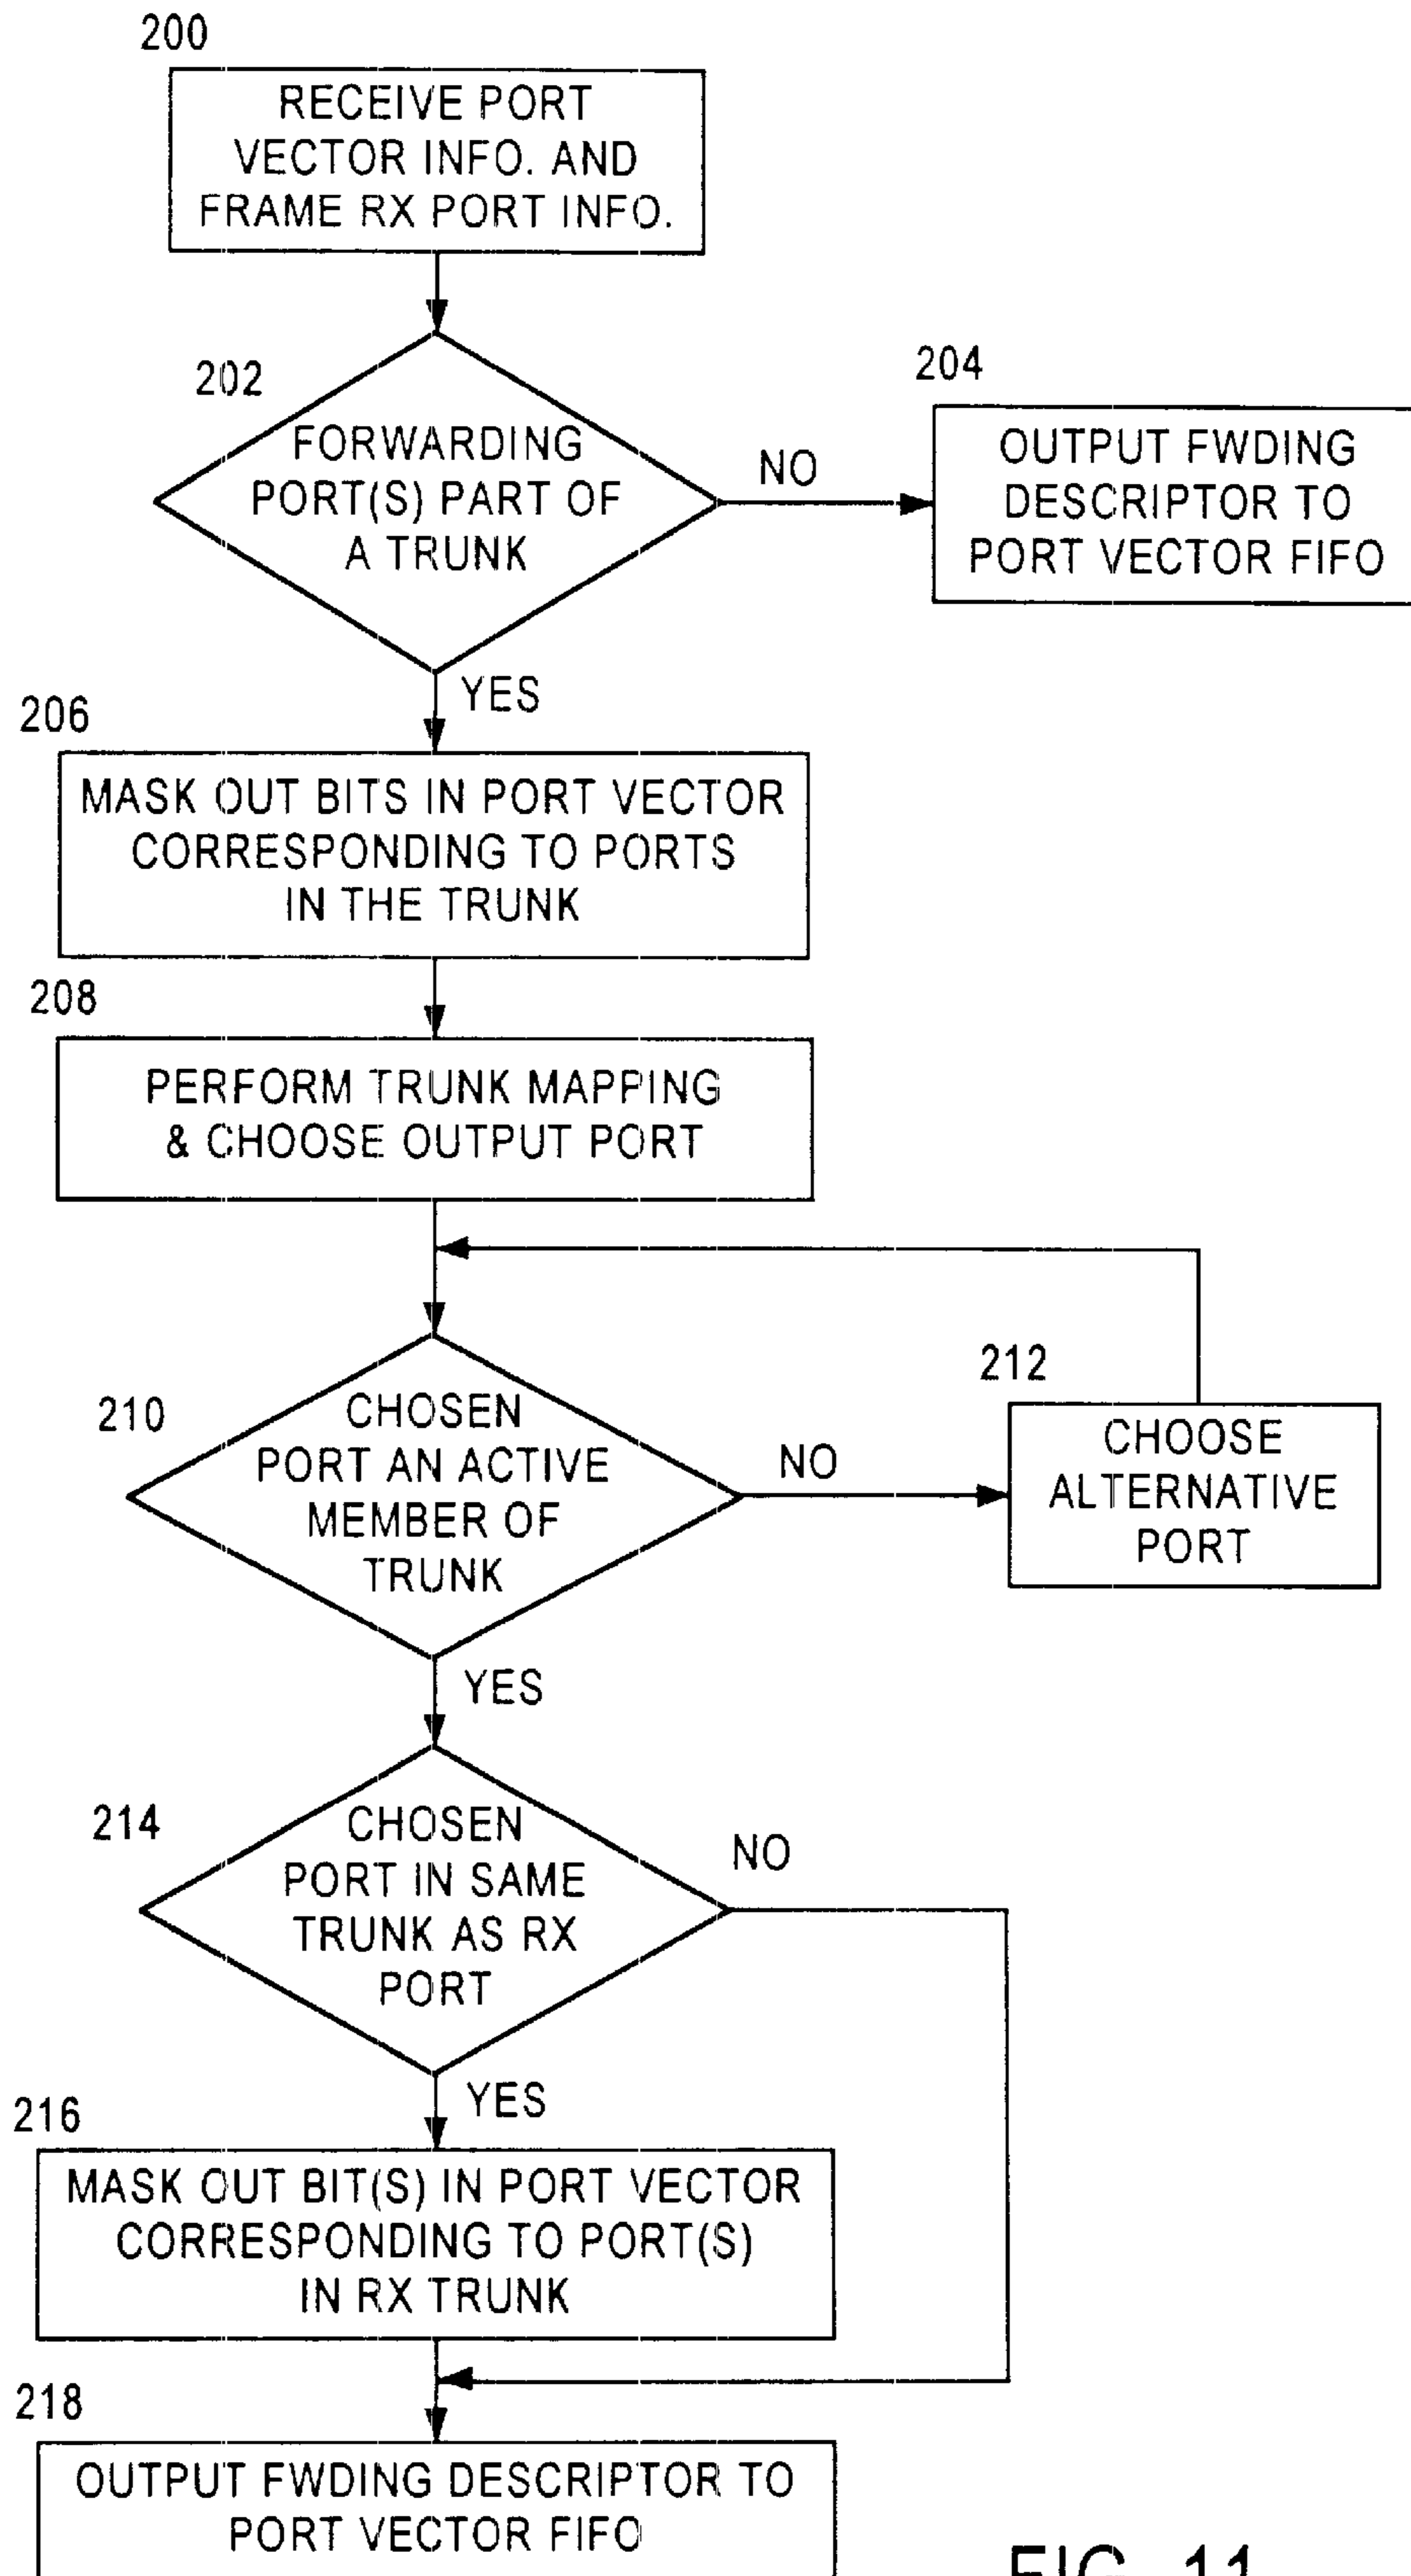 200
RECEIVE PORT
VECTOR INFO. AND
FRAME RX PORT INFO.
202
FORWARDING
PORT(S) PART OF
A TRUNK
NO
204
OUTPUT FWDING
DESCRIPTOR TO
PORT VECTOR FIFO
YES
206
MASK OUT BITS IN PORT VECTOR
CORRESPONDING TO PORTS
IN THE TRUNK
208
PERFORM TRUNK MAPPING
& CHOOSE OUTPUT PORT
210
CHOSEN
PORT AN ACTIVE
MEMBER OF
TRUNK
NO
212
CHOOSE
ALTERNATIVE
PORT
YES
214
CHOSEN
PORT IN SAME
TRUNK AS RX
PORT
NO
YES
216
MASK OUT BIT(S) IN PORT VECTOR
CORRESPONDING TO PORT(S)
IN RX TRUNK
218
OUTPUT FWDING DESCRIPTOR TO
PORT VECTOR FIFO
FIG. 11